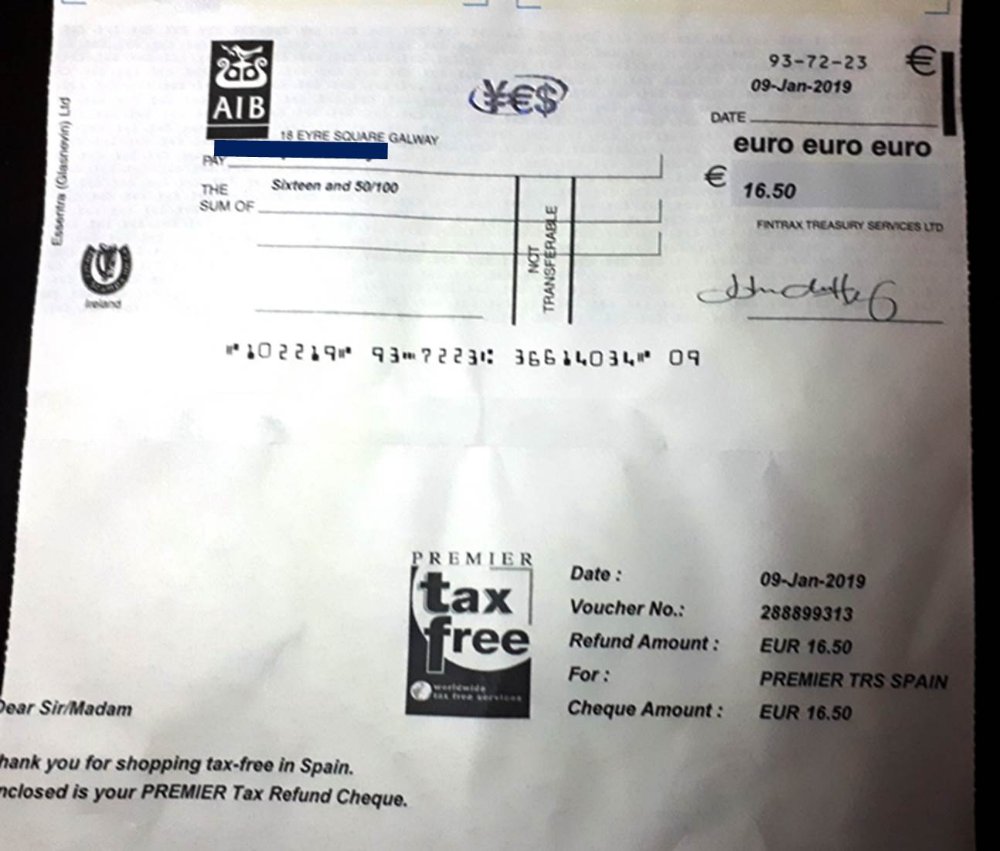 Essentra (Glasnevin) Ltd
AIB
¥€$
93-72-23 €
09-Jan-2019
DATE
18 EYRE SQUARE GALWAY
euro euro euro
PAY
€ 16.50
THE Sixteen and 50/100
SUM OF
NOT
TRANSFERABLE
FINTRAX TREASURY SERVICES LTD
Ireland
⑈102219⑈ 93⑉7223⑆ 36614034⑈ 09
PREMIER
tax
free
worldwide
tax free services
Date : 09-Jan-2019
Voucher No.: 288899313
Refund Amount : EUR 16.50
For : PREMIER TRS SPAIN
Cheque Amount : EUR 16.50
Dear Sir/Madam
hank you for shopping tax-free in Spain.
nclosed is your PREMIER Tax Refund Cheque.